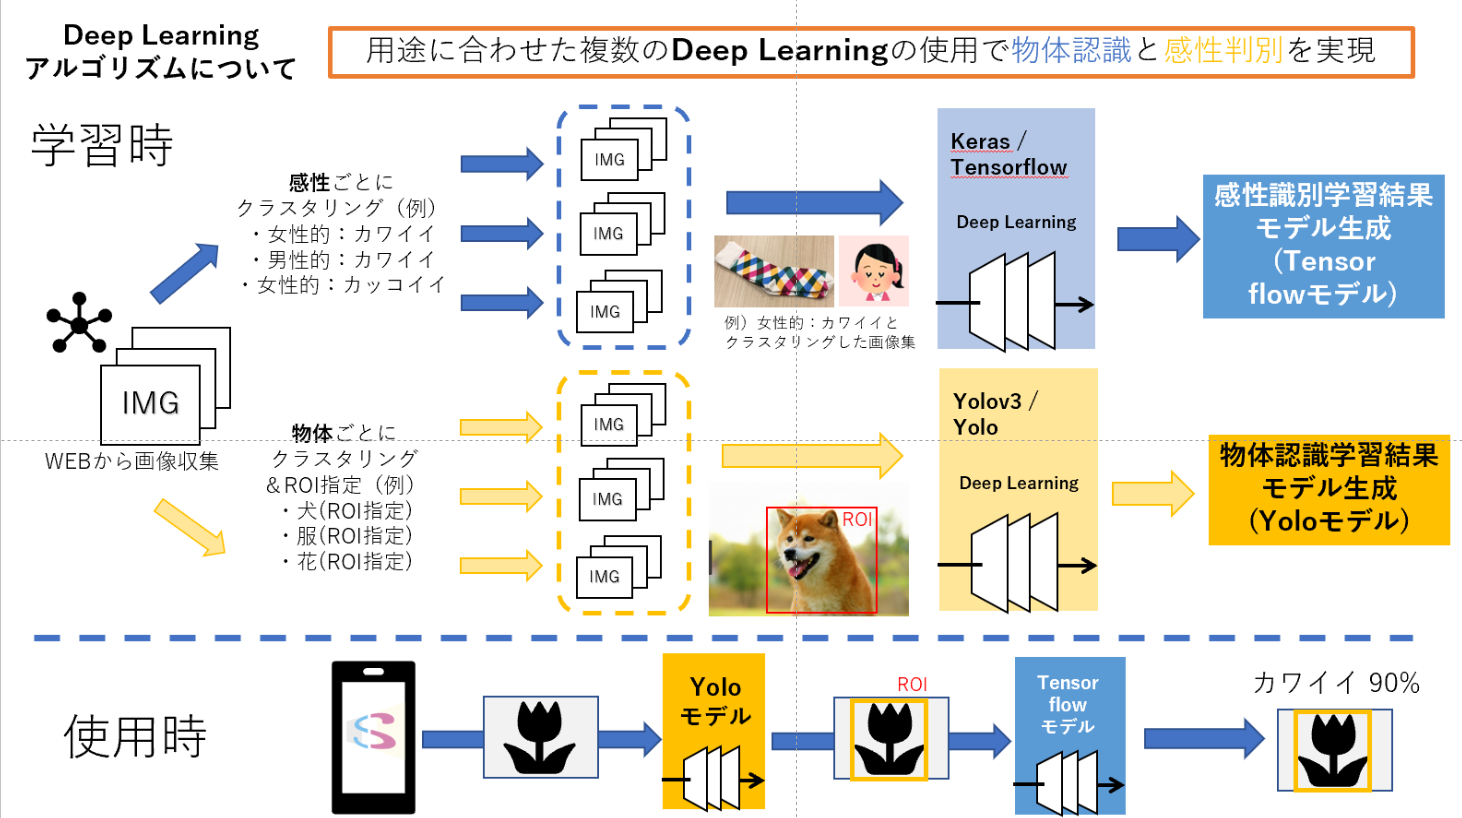 Deep Learning
アルゴリズムについて
用途に合わせた複数のDeep Learningの使用で物体認識と感性判別を実現
学習時
感性ごとに
クラスタリング（例）
・女性的：カワイイ
・男性的：カワイイ
・女性的：カッコイイ
IMG
IMG
IMG
例）女性的：カワイイと
クラスタリングした画像集
Keras /
Tensorflow
Deep Learning
感性識別学習結果
モデル生成
(Tensor
flowモデル)
IMG
WEBから画像収集
物体ごとに
クラスタリング
＆ROI指定（例）
・犬(ROI指定)
・服(ROI指定)
・花(ROI指定)
IMG
IMG
IMG
ROI
Yolov3 /
Yolo
Deep Learning
物体認識学習結果
モデル生成
(Yoloモデル)
使用時
S
Yolo
モデル
ROI
Tensor
flow
モデル
カワイイ 90%